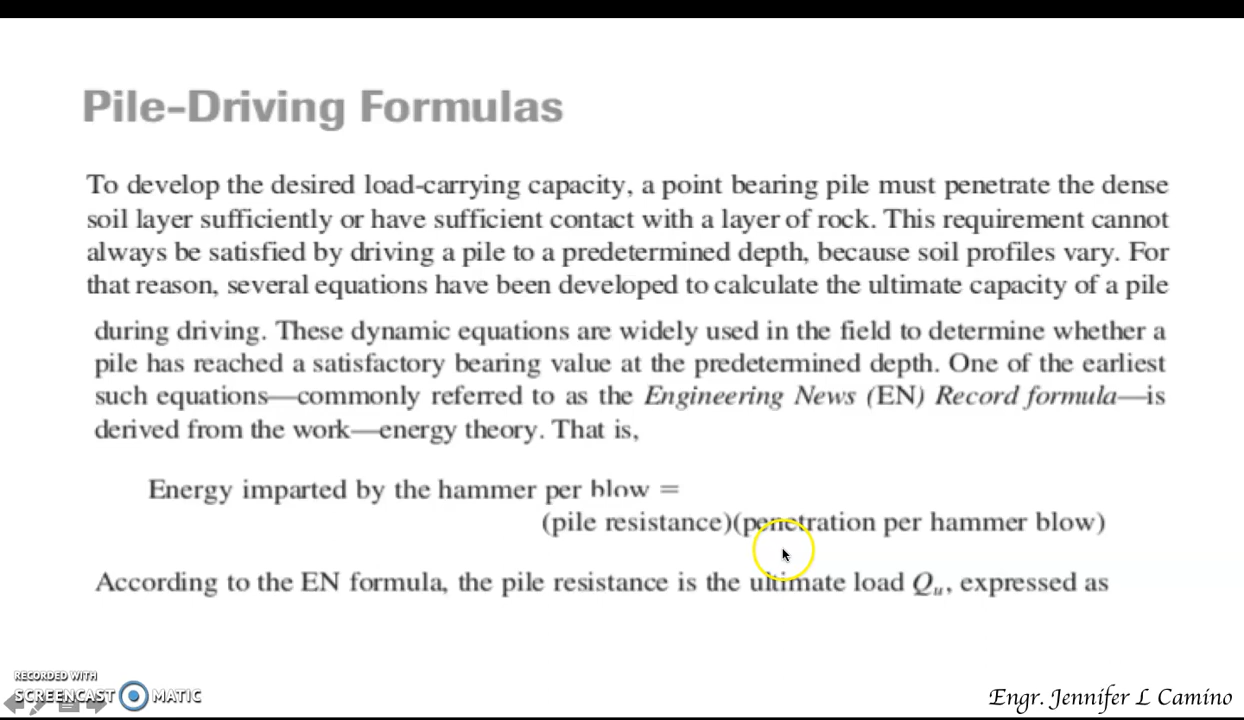 Pile-Driving Formulas
To develop the desired load-carrying capacity, a point bearing pile must penetrate the dense
soil layer sufficiently or have sufficient contact with a layer of rock. This requirement cannot
always be satisfied by driving a pile to a predetermined depth, because soil profiles vary. For
that reason, several equations have been developed to calculate the ultimate capacity of a pile
during driving. These dynamic equations are widely used in the field to determine whether a
pile has reached a satisfactory bearing value at the predetermined depth. One of the earliest
such equations—commonly referred to as the Engineering News (EN) Record formula—is
derived from the work—energy theory. That is,
Energy imparted by the hammer per blow =
(pile resistance)(penetration per hammer blow)
According to the EN formula, the pile resistance is the ultimate load Qu, expressed as
RECORDED WITH
SCREENCAST MATIC
Engr. Jennifer L Camino